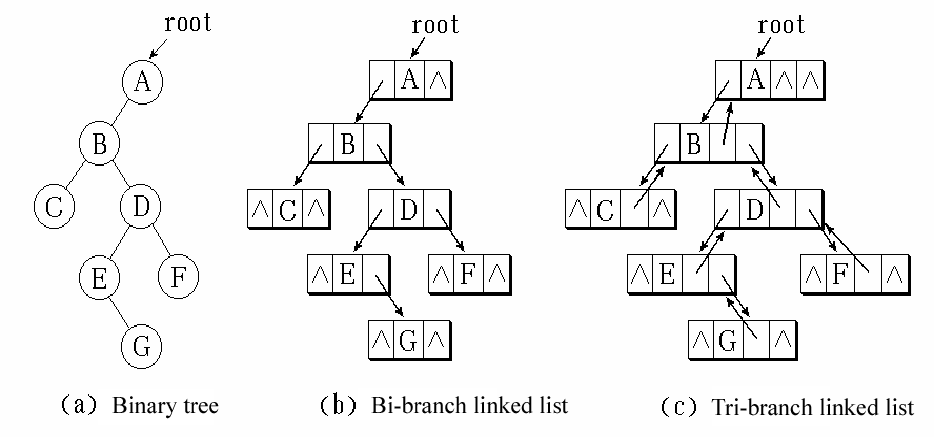 root
A
B
C D
E F
G
(a) Binary tree
root
A ∧
B
∧ C ∧ D
∧ E ∧ F ∧
∧ G ∧
(b) Bi-branch linked list
root
A ∧ ∧
B
∧ C ∧ D
∧ E ∧ F ∧
∧ G ∧
(c) Tri-branch linked list